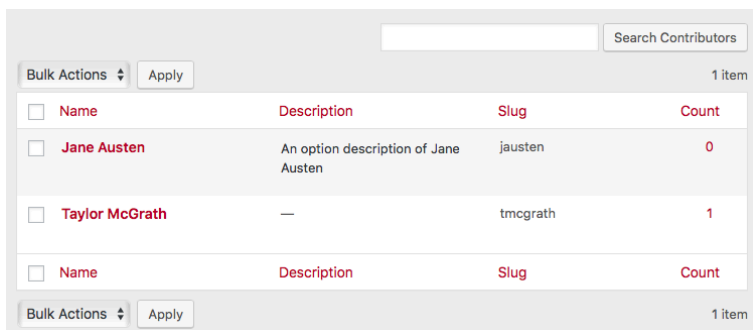 Search Contributors
Bulk Actions Apply 1 item
Name Description Slug Count
Jane Austen An option description of Jane jausten 0
Austen
Taylor McGrath — tmcgrath 1
Name Description Slug Count
Bulk Actions Apply 1 item